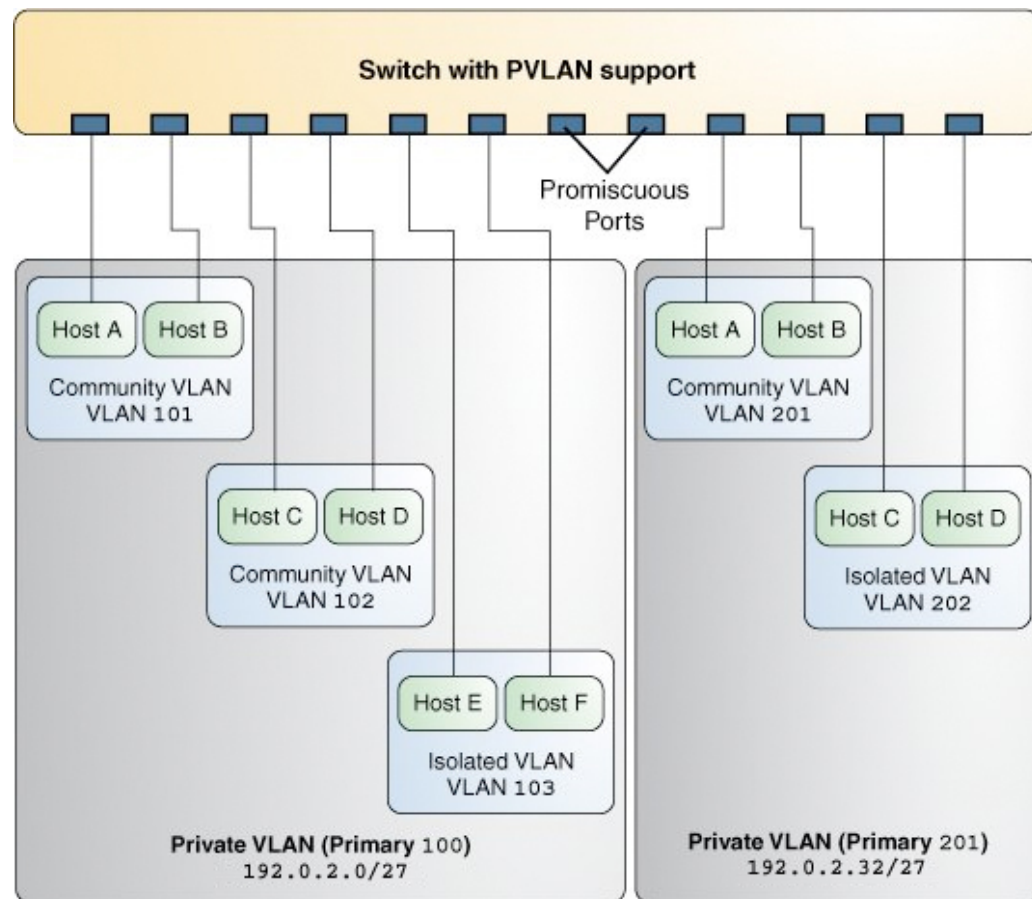 Switch with PVLAN support
Promiscuous
Ports
Host A
Host B
Community VLAN
VLAN 101
Host C
Host D
Community VLAN
VLAN 102
Host E
Host F
Isolated VLAN
VLAN 103
Private VLAN (Primary 100)
192.0.2.0/27
Host A
Host B
Community VLAN
VLAN 201
Host C
Host D
Isolated VLAN
VLAN 202
Private VLAN (Primary 201)
192.0.2.32/27